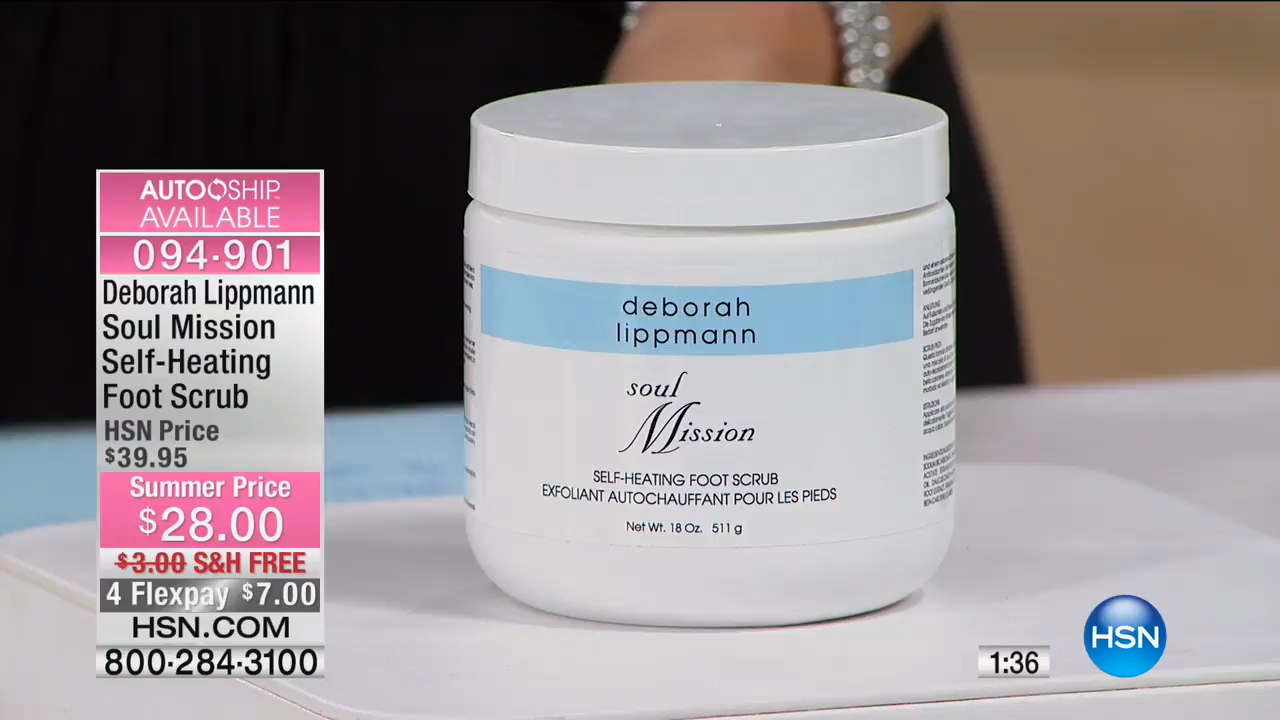 AUTO SHIP
AVAILABLE
094-901
Deborah Lippmann
Soul Mission
Self-Heating
Foot Scrub
HSN Price
$39.95
Summer Price
$28.00
$3.00 S&H FREE
4 Flexpay $7.00
HSN.COM
800-284-3100
deborah
lippmann
soul
Mission
SELF-HEATING FOOT SCRUB
EXFOLIANT AUTOCHAUFFANT POUR LES PIEDS
Net Wt. 18 Oz. 511 g
1:36
HSN